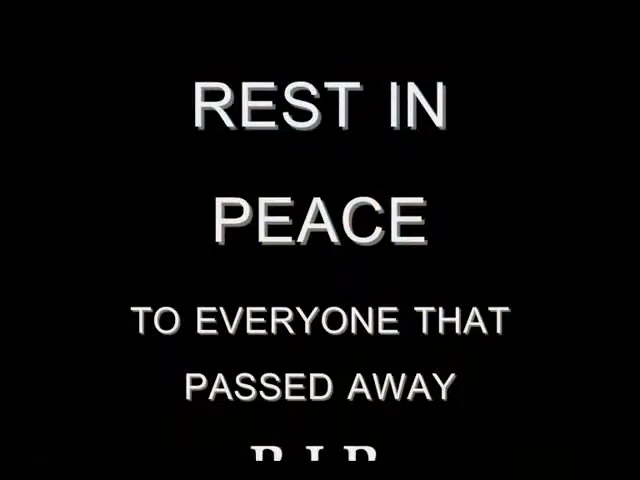 REST IN
PEACE
TO EVERYONE THAT
PASSED AWAY
R.I.P.